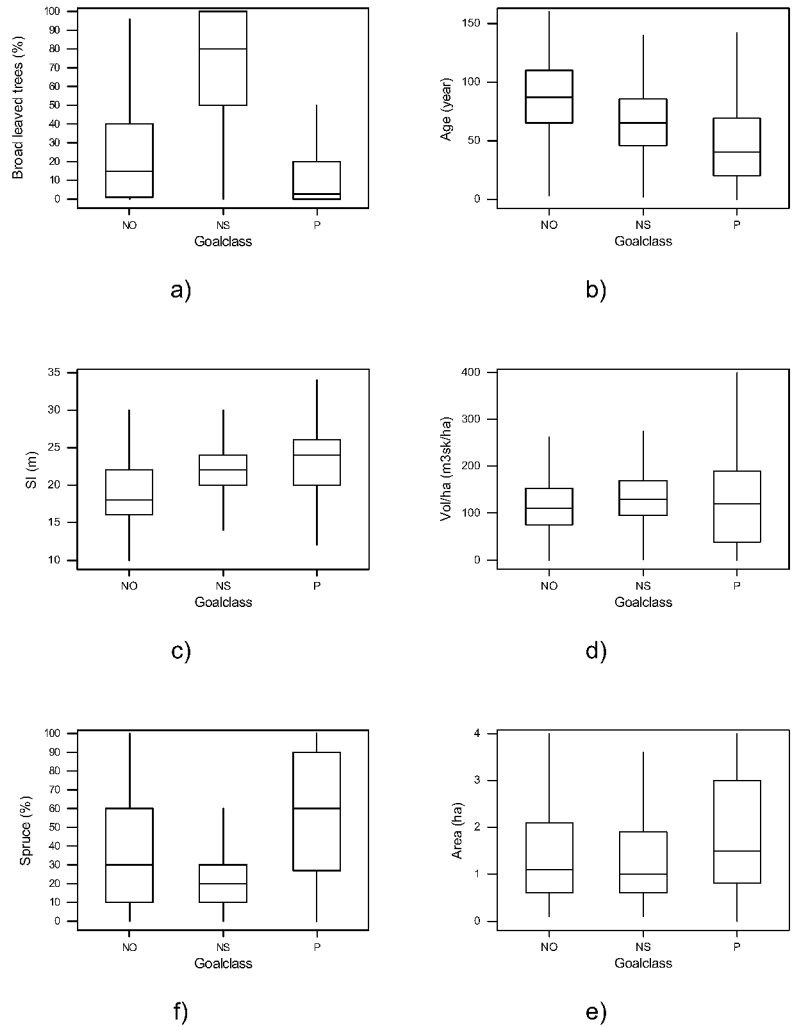 Broad leaved trees (%)
100
90
80
70
60
50
40
30
20
10
0
NO NS P
Goalclass
a)
Age (year)
150
100
50
0
NO NS P
Goalclass
b)
SI (m)
35
30
25
20
15
10
NO NS P
Goalclass
c)
Vol/ha (m3sk/ha)
400
300
200
100
0
NO NS P
Goalclass
d)
Spruce (%)
100
90
80
70
60
50
40
30
20
10
0
NO NS P
Goalclass
f)
Area (ha)
4
3
2
1
0
NO NS P
Goalclass
e)